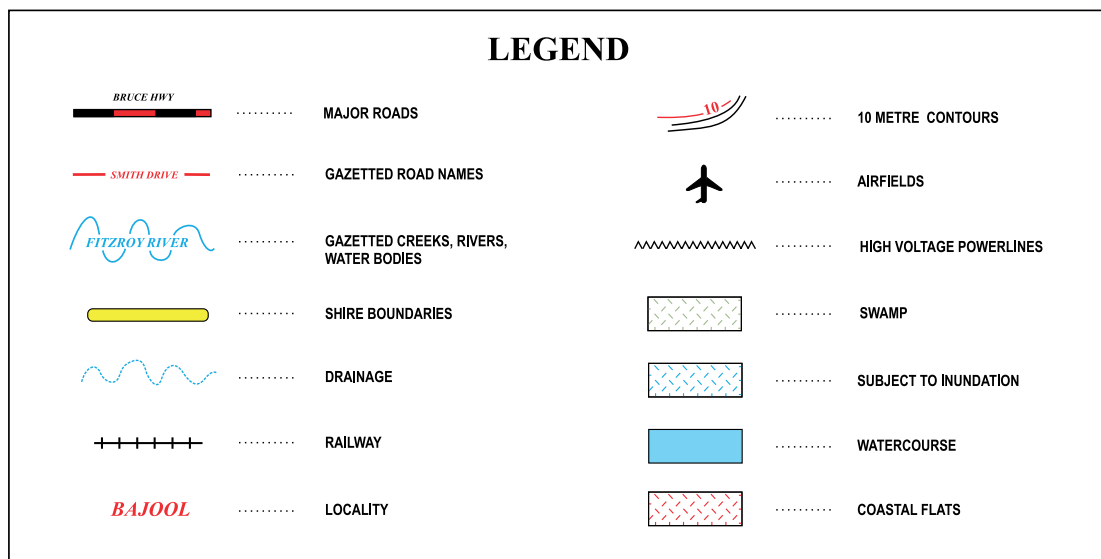 LEGEND
BRUCE HWY
MAJOR ROADS
SMITH DRIVE
GAZETTED ROAD NAMES
FITZROY RIVER
GAZETTED CREEKS, RIVERS,
WATER BODIES
SHIRE BOUNDARIES
DRAINAGE
RAILWAY
BAJOOL
LOCALITY
10
10 METRE CONTOURS
AIRFIELDS
HIGH VOLTAGE POWERLINES
SWAMP
SUBJECT TO INUNDATION
WATERCOURSE
COASTAL FLATS